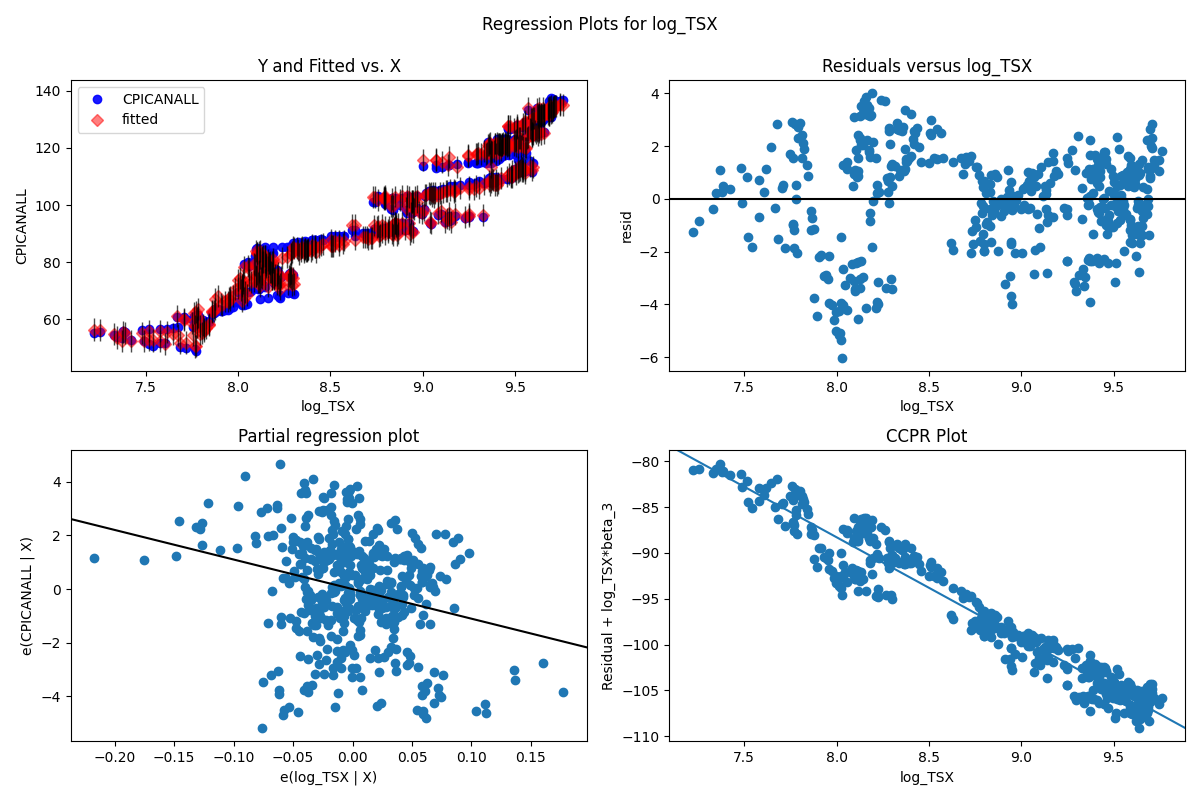 Regression Plots for log_TSX
Y and Fitted vs. X
CPICANALL
fitted
140
120
100
80
60
CPICANALL
7.5 8.0 8.5 9.0 9.5
log_TSX
Residuals versus log_TSX
4
2
0
−2
−4
−6
resid
7.5 8.0 8.5 9.0 9.5
log_TSX
Partial regression plot
4
2
0
−2
−4
e(CPICANALL | X)
−0.20 −0.15 −0.10 −0.05 0.00 0.05 0.10 0.15
e(log_TSX | X)
CCPR Plot
−80
−85
−90
−95
−100
−105
−110
Residual + log_TSX*beta_3
7.5 8.0 8.5 9.0 9.5
log_TSX